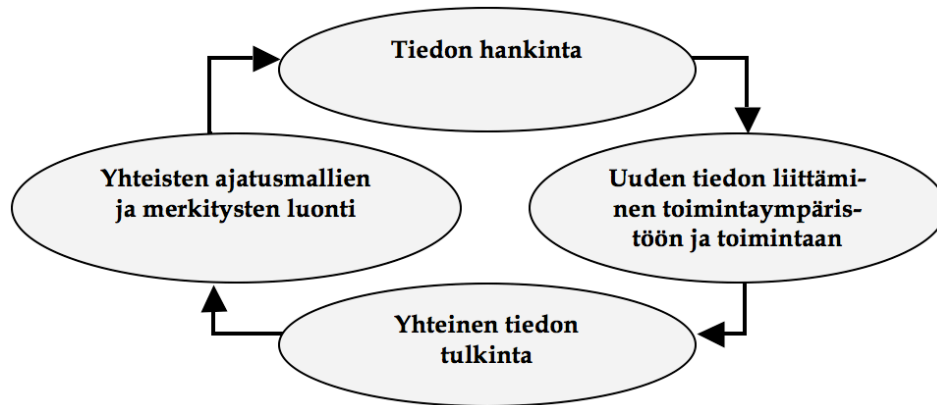 Tiedon hankinta
Yhteisten ajatusmallien
ja merkitysten luonti
Uuden tiedon liittämi-
nen toimintaympäris-
töön ja toimintaan
Yhteinen tiedon
tulkinta